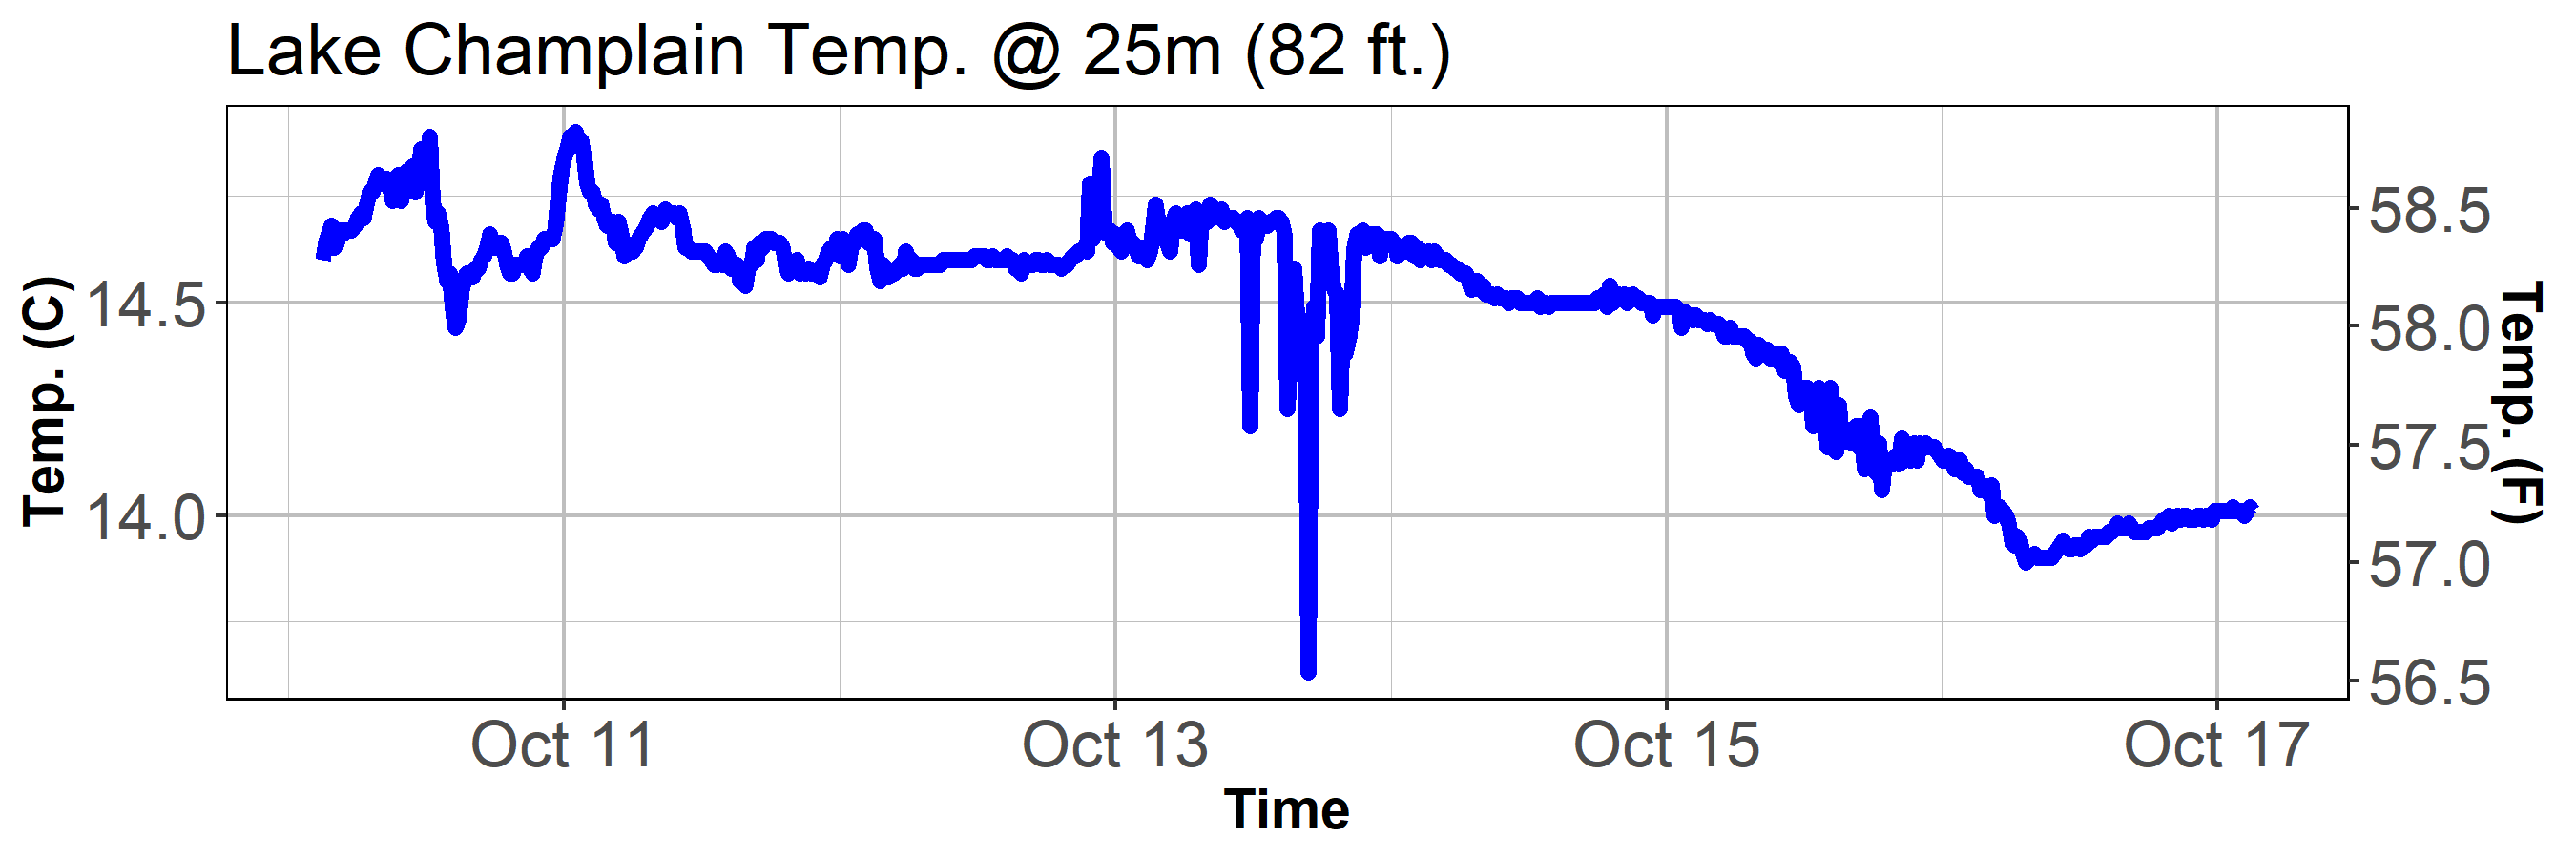 Lake Champlain Temp. @ 25m (82 ft.)
Temp. (C)
14.5
14.0
58.5
58.0
57.5
57.0
56.5
Temp. (F)
Oct 11 Oct 13 Oct 15 Oct 17
Time